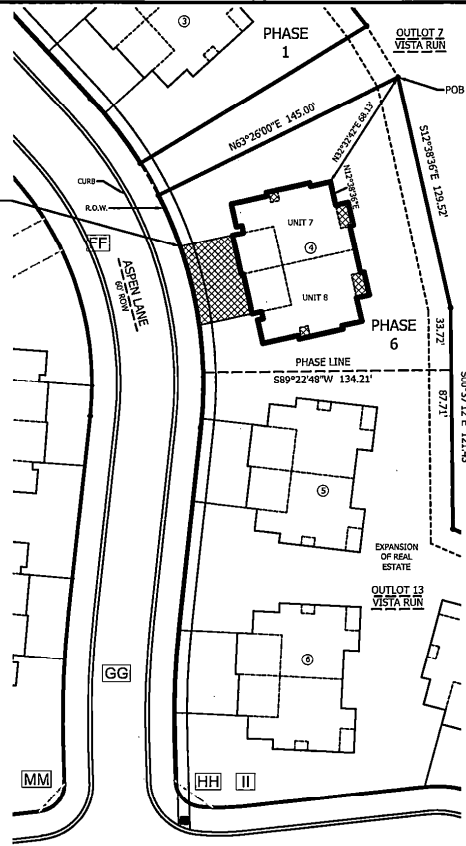 3
PHASE
1
OUTLOT 7
VISTA RUN
POB
N63°26'00"E 145.00'
N32°32'42"E 68.13'
N12°38'36"E
S12°38'36"E 129.52'
CURB
R.O.W.
FF
ASPEN LANE
60' ROW
UNIT 7
4
UNIT 8
PHASE
6
33.72'
PHASE LINE
S89°22'48"W 134.21'
87.71'
5
EXPANSION
OF REAL
ESTATE
OUTLOT 13
VISTA RUN
6
GG
MM
HH
II